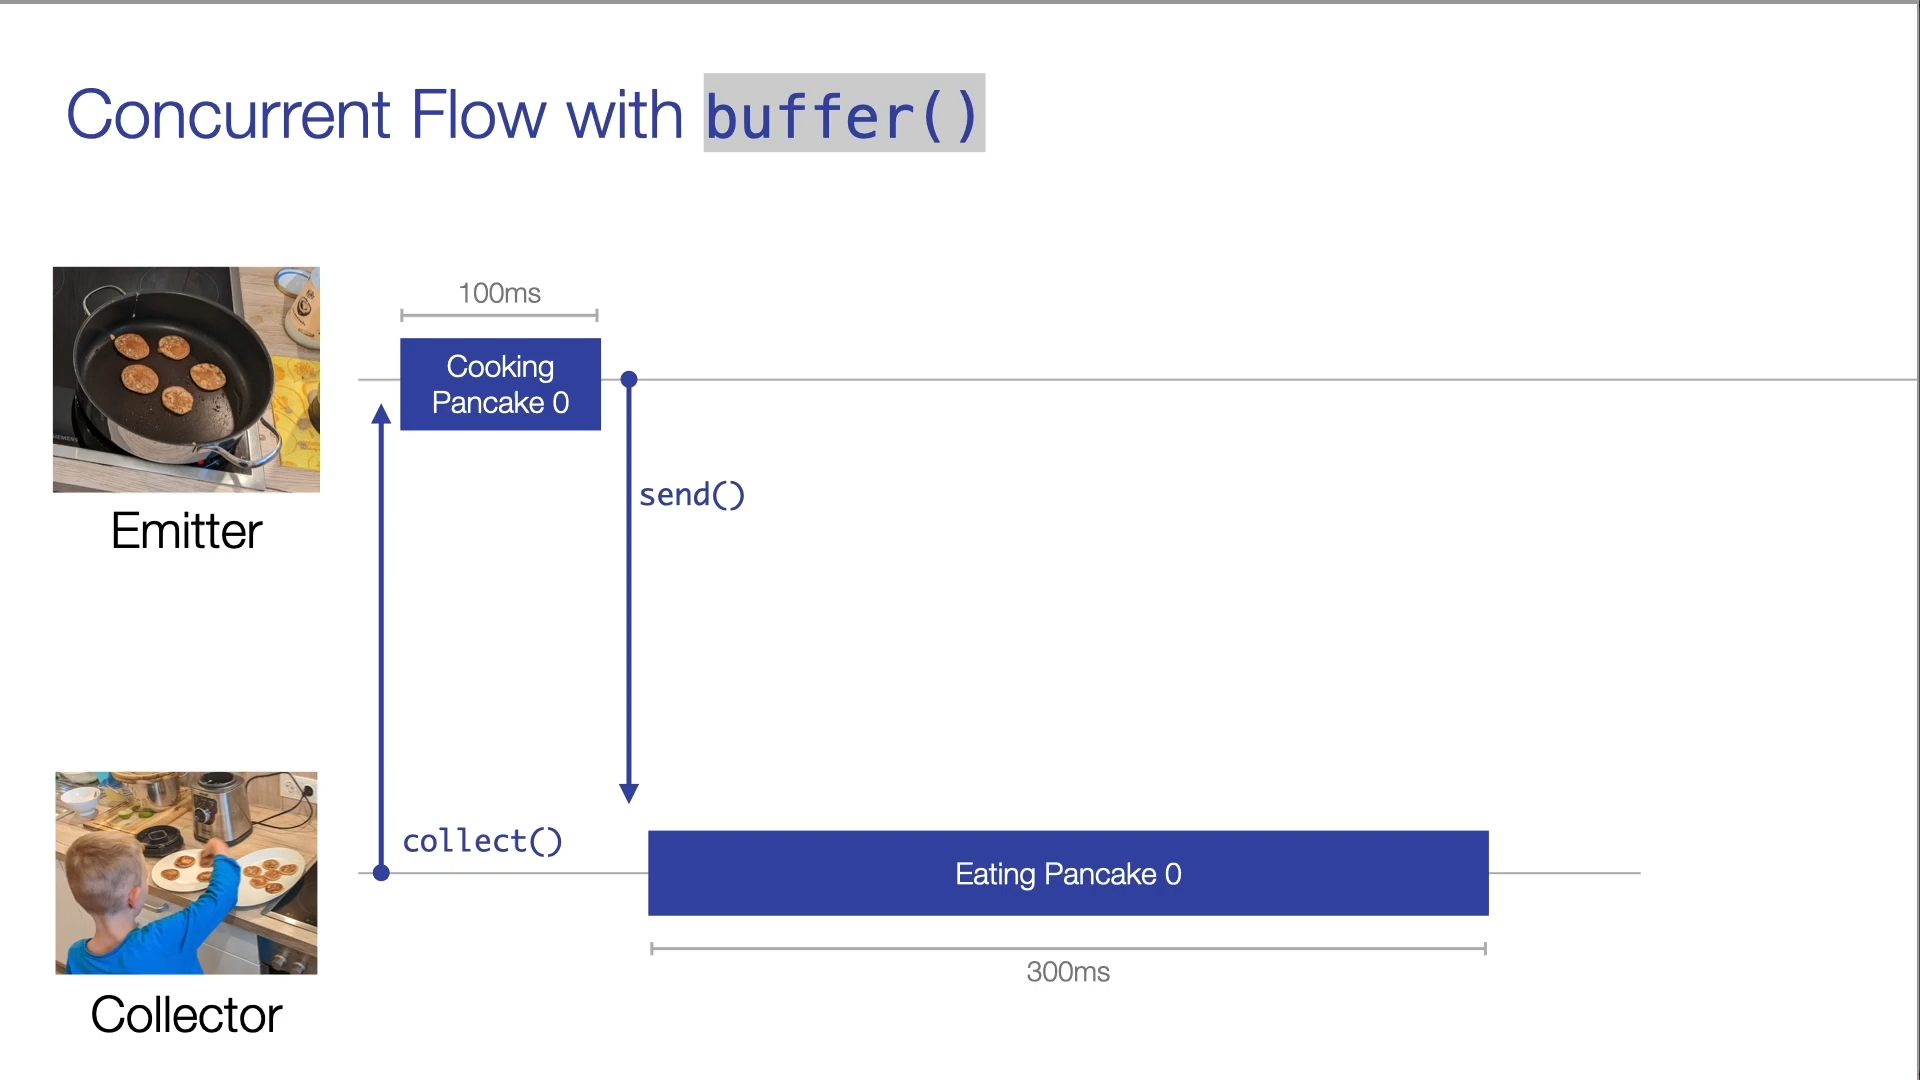 Concurrent Flow with buffer()
100ms
Cooking
Pancake 0
send()
Emitter
collect()
Eating Pancake 0
300ms
Collector